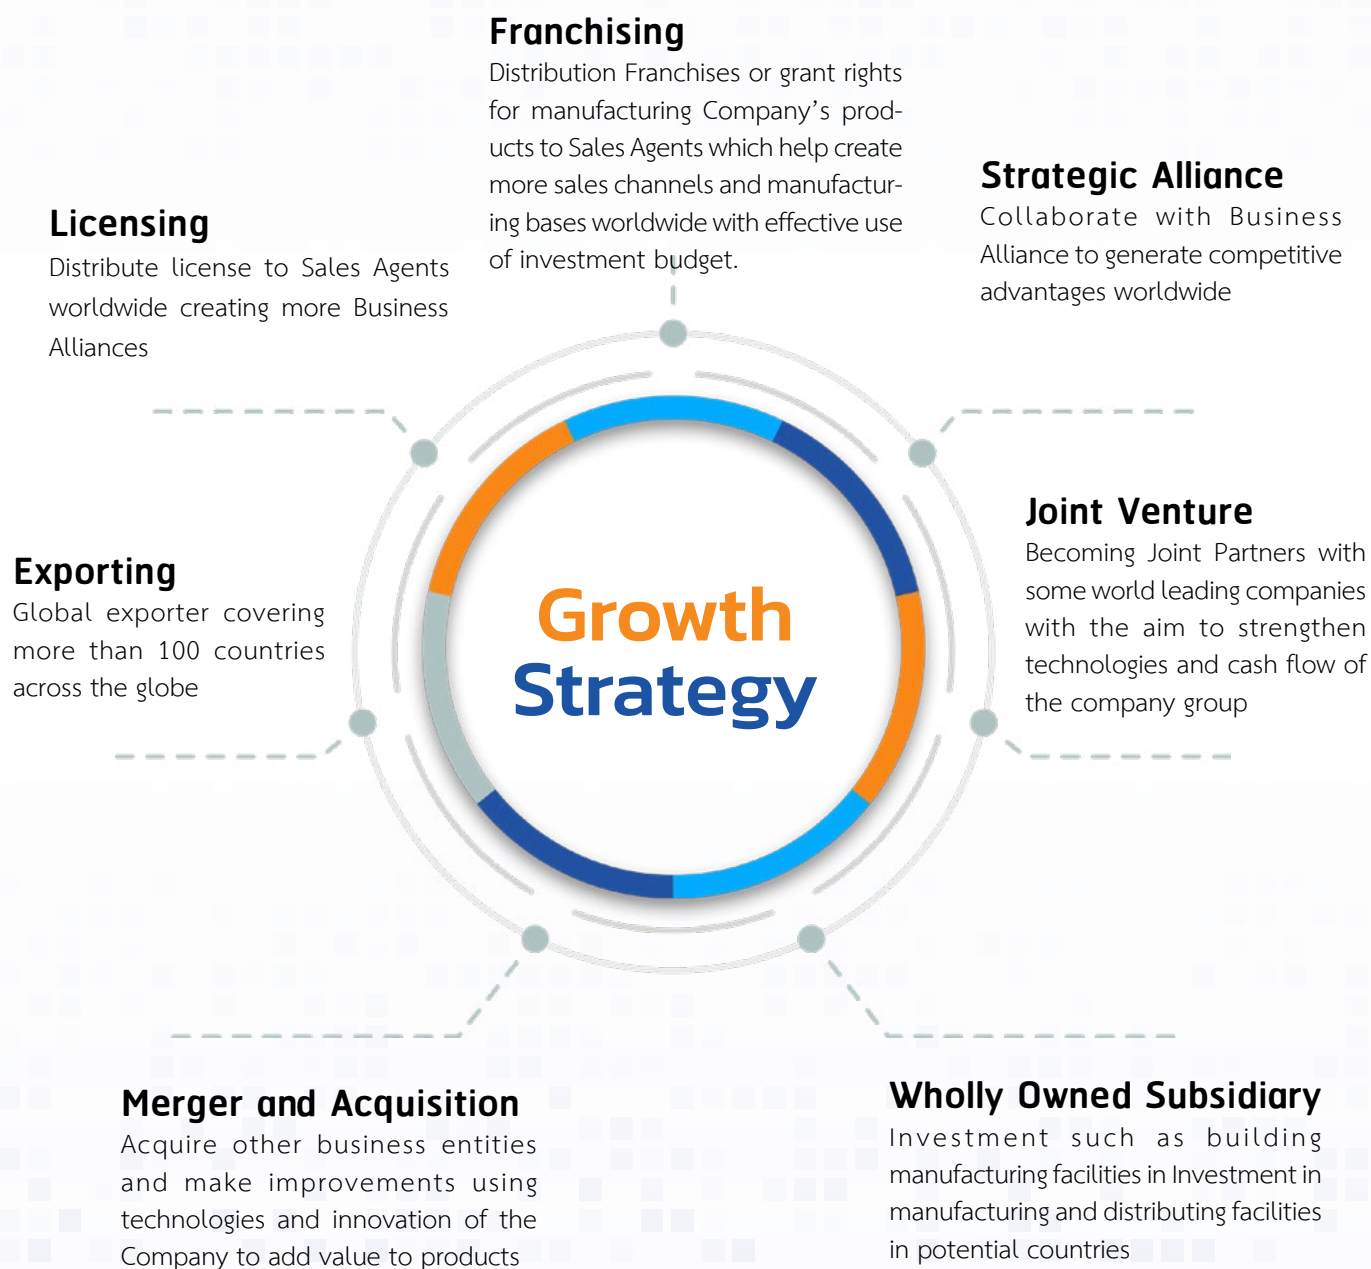 Franchising
Distribution Franchises or grant rights
for manufacturing Company's prod-
ucts to Sales Agents which help create
more sales channels and manufactur-
ing bases worldwide with effective use
of investment budget.
Strategic Alliance
Collaborate with Business
Alliance to generate competitive
advantages worldwide
Licensing
Distribute license to Sales Agents
worldwide creating more Business
Alliances
Joint Venture
Becoming Joint Partners with
some world leading companies
with the aim to strengthen
technologies and cash flow of
the company group
Exporting
Global exporter covering
more than 100 countries
across the globe
Growth
Strategy
Merger and Acquisition
Acquire other business entities
and make improvements using
technologies and innovation of the
Company to add value to products
Wholly Owned Subsidiary
Investment such as building
manufacturing facilities in Investment in
manufacturing and distributing facilities
in potential countries